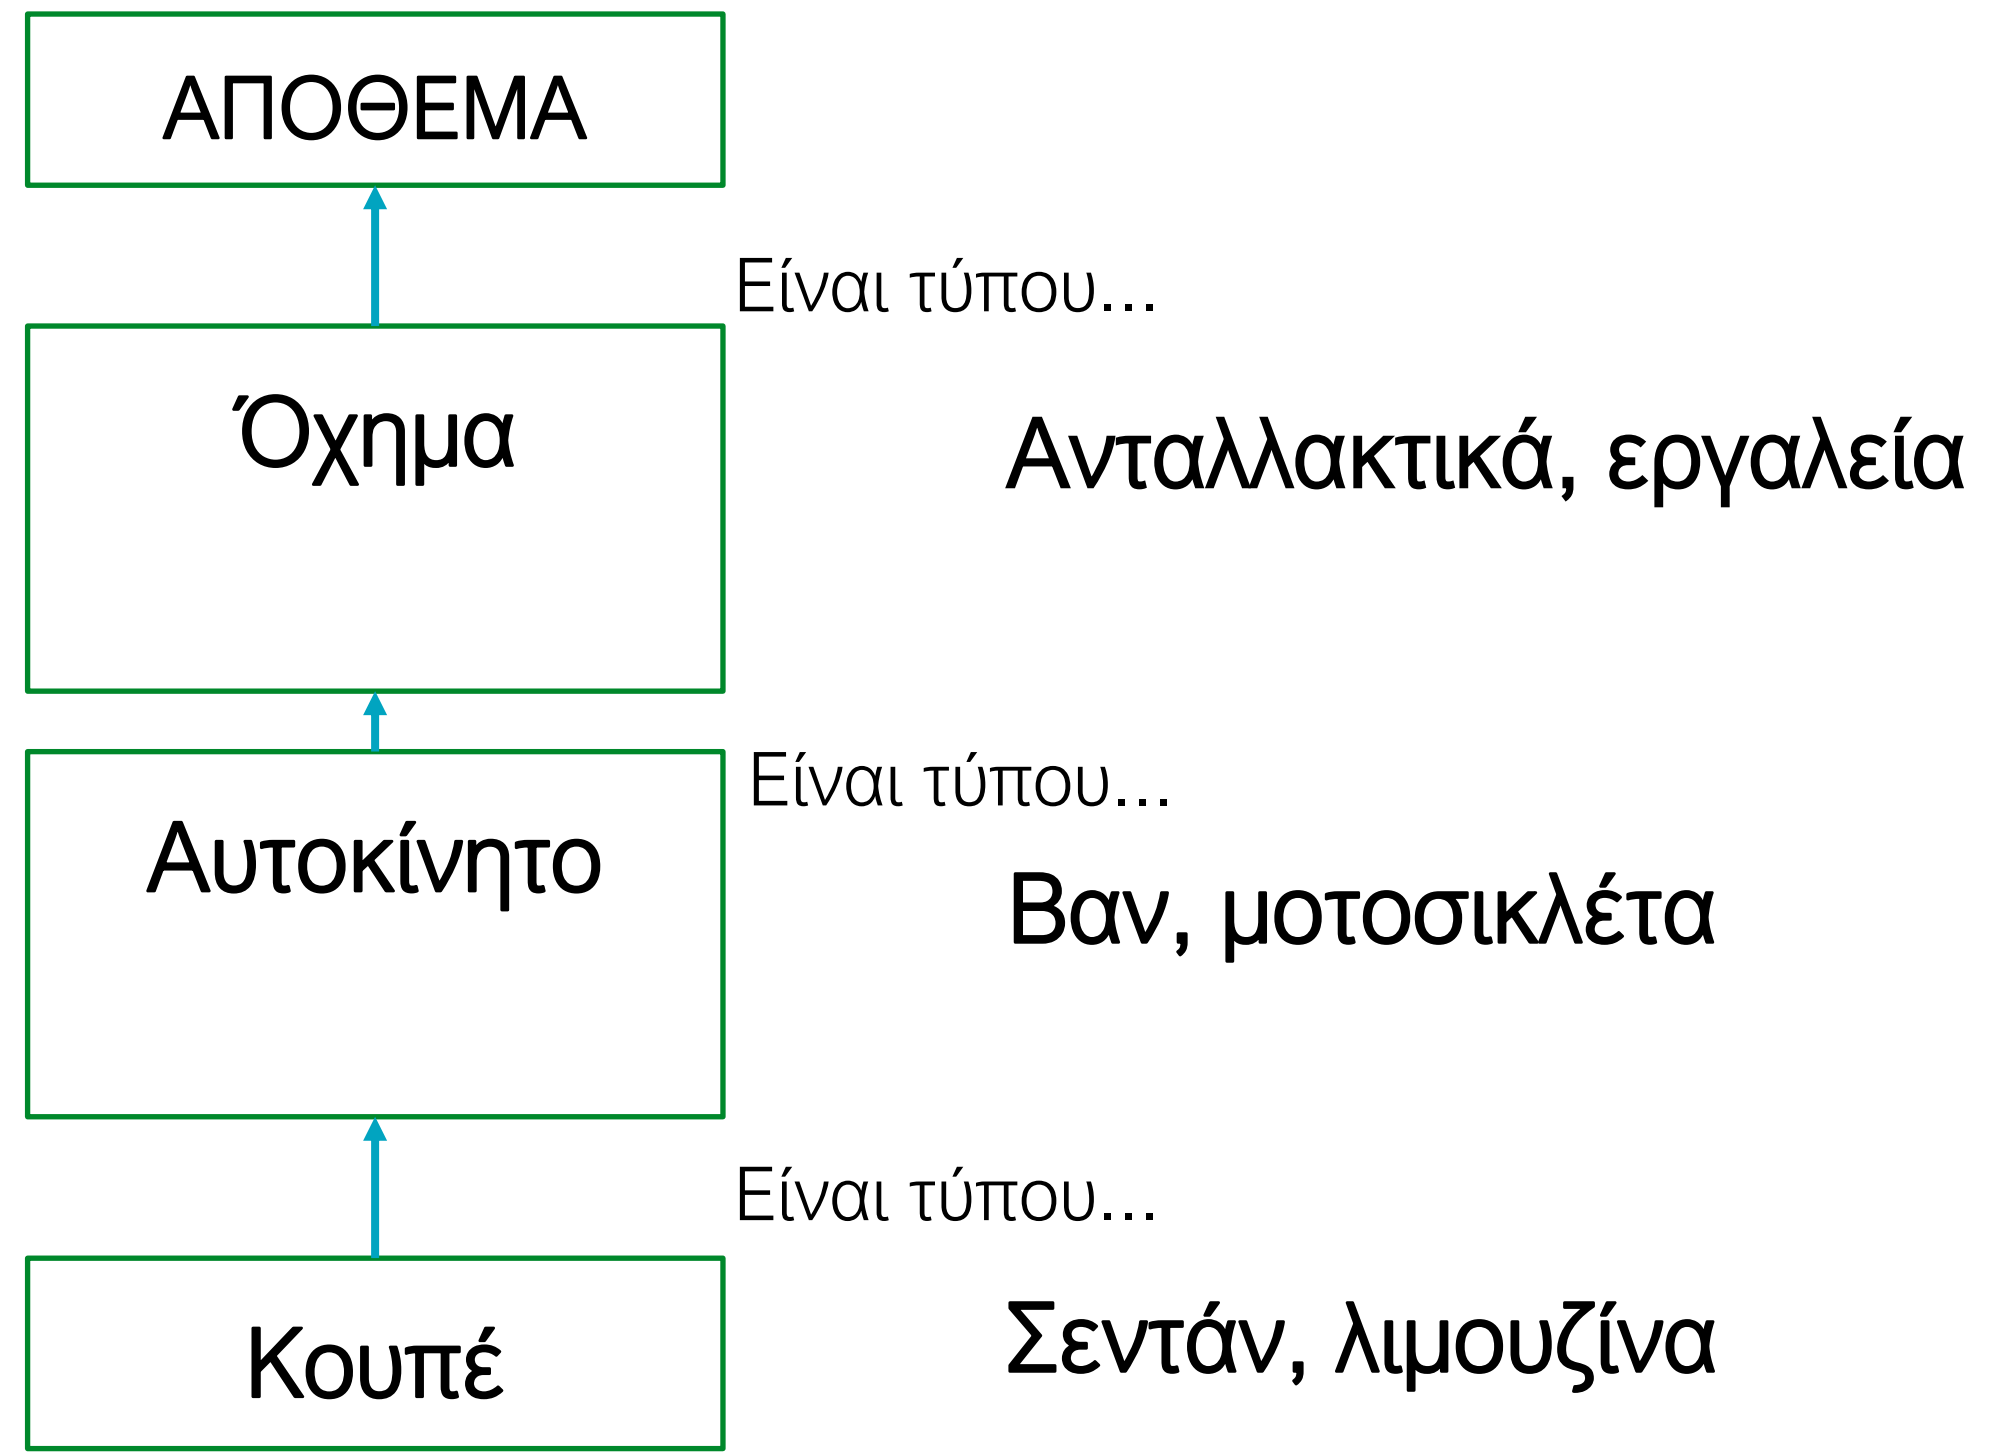 ΑΠΟΘΕΜΑ
Είναι τύπου...
Όχημα
Ανταλλακτικά, εργαλεία
Είναι τύπου...
Αυτοκίνητο
Βαν, μοτοσικλέτα
Είναι τύπου...
Κουπέ
Σεντάν, λιμουζίνα